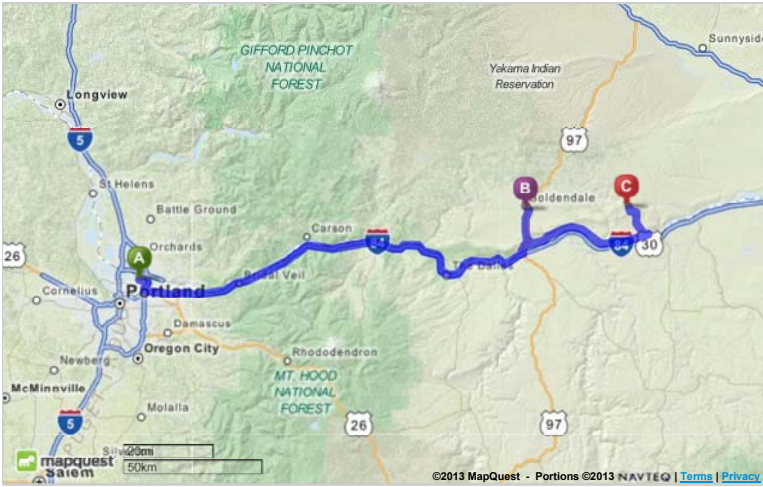 GIFFORD PINCHOT
NATIONAL
FOREST
Sunnyside
Yakama Indian
Reservation
Longview
5
97
St Helens
B
C
Goldendale
Battle Ground
Carson
84
Orchards
26
A
84
30
The Dalles
Bridal Veil
Cornelius
Portland
Damascus
Oregon City
Rhododendron
Newberg
McMinnville
MT. HOOD
NATIONAL
FOREST
Molalla
5
26
97
20mi
mapquest
50km
Salem
©2013 MapQuest - Portions ©2013 NAVTEQ | Terms | Privacy